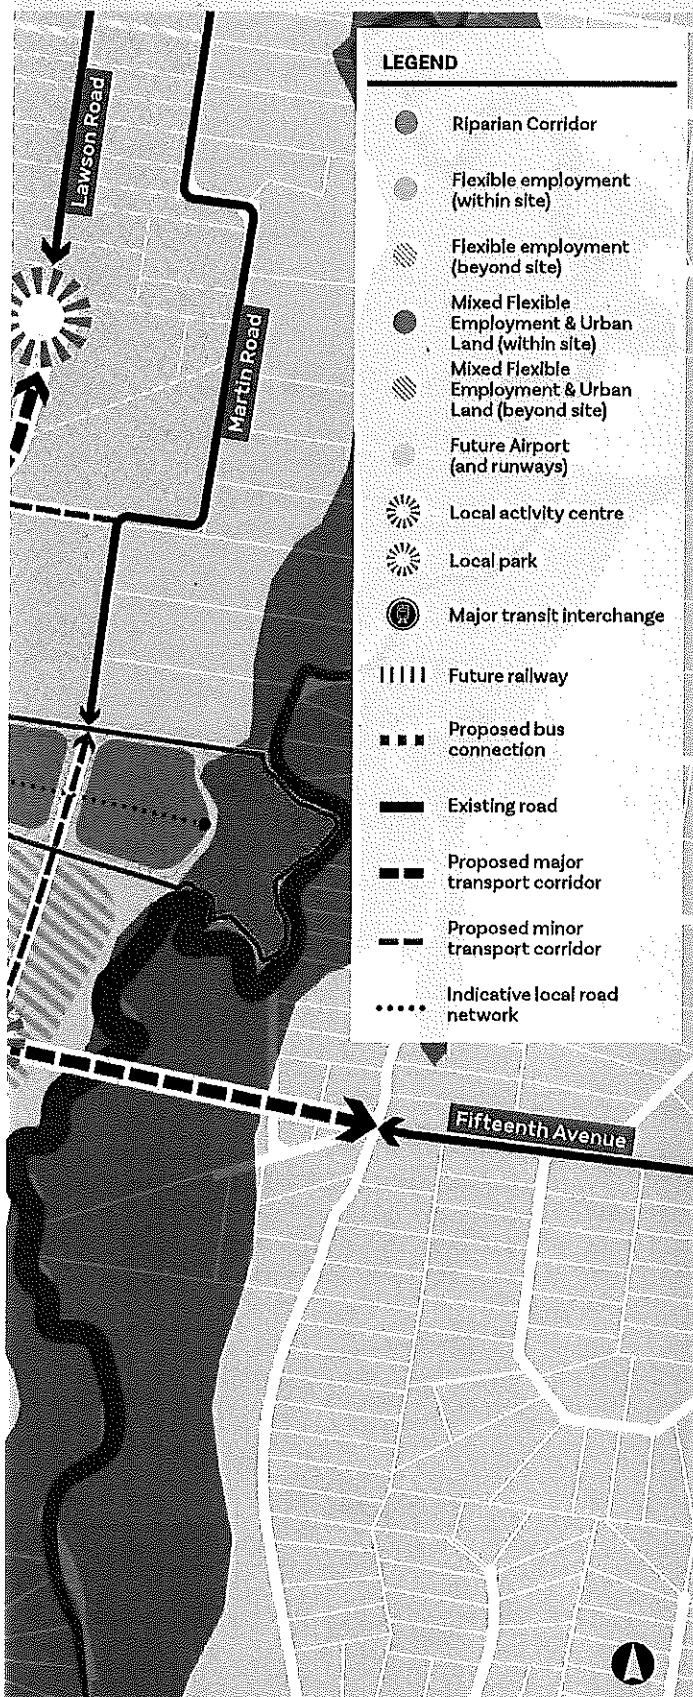 LEGEND
Riparian Corridor
Flexible employment
(within site)
Flexible employment
(beyond site)
Mixed Flexible
Employment & Urban
Land (within site)
Mixed Flexible
Employment & Urban
Land (beyond site)
Future Airport
(and runways)
Local activity centre
Local park
Major transit interchange
Future railway
Proposed bus
connection
Existing road
Proposed major
transport corridor
Proposed minor
transport corridor
Indicative local road
network
Lawson Road
Martin Road
Fifteenth Avenue